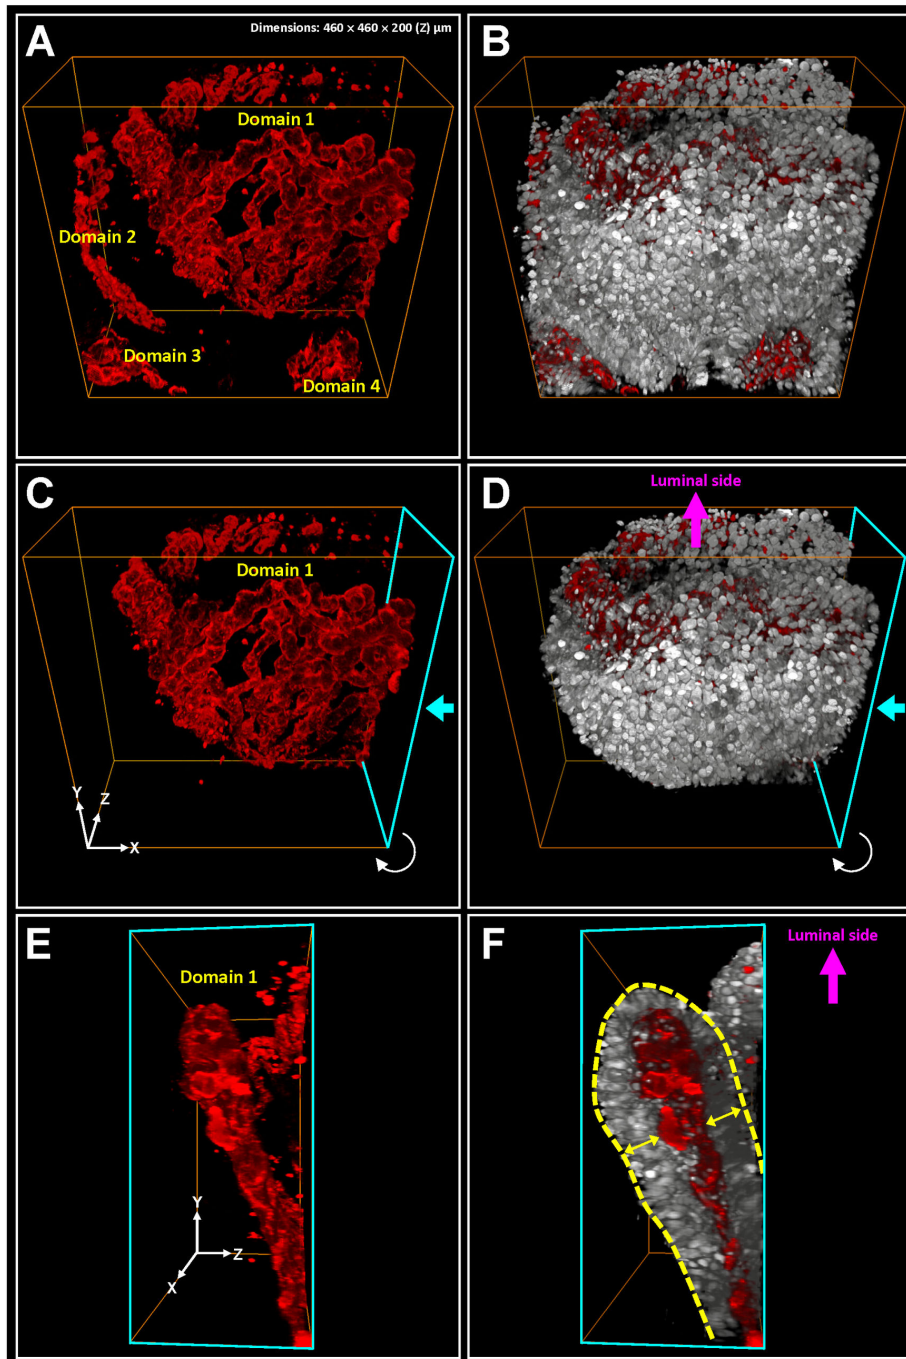 A
Dimensions: 460 × 460 × 200 (Z) µm
Domain 1
Domain 2
Domain 3
Domain 4
B
C
Domain 1
Y
Z
X
D
Luminal side
E
Domain 1
Y
Z
X
F
Luminal side